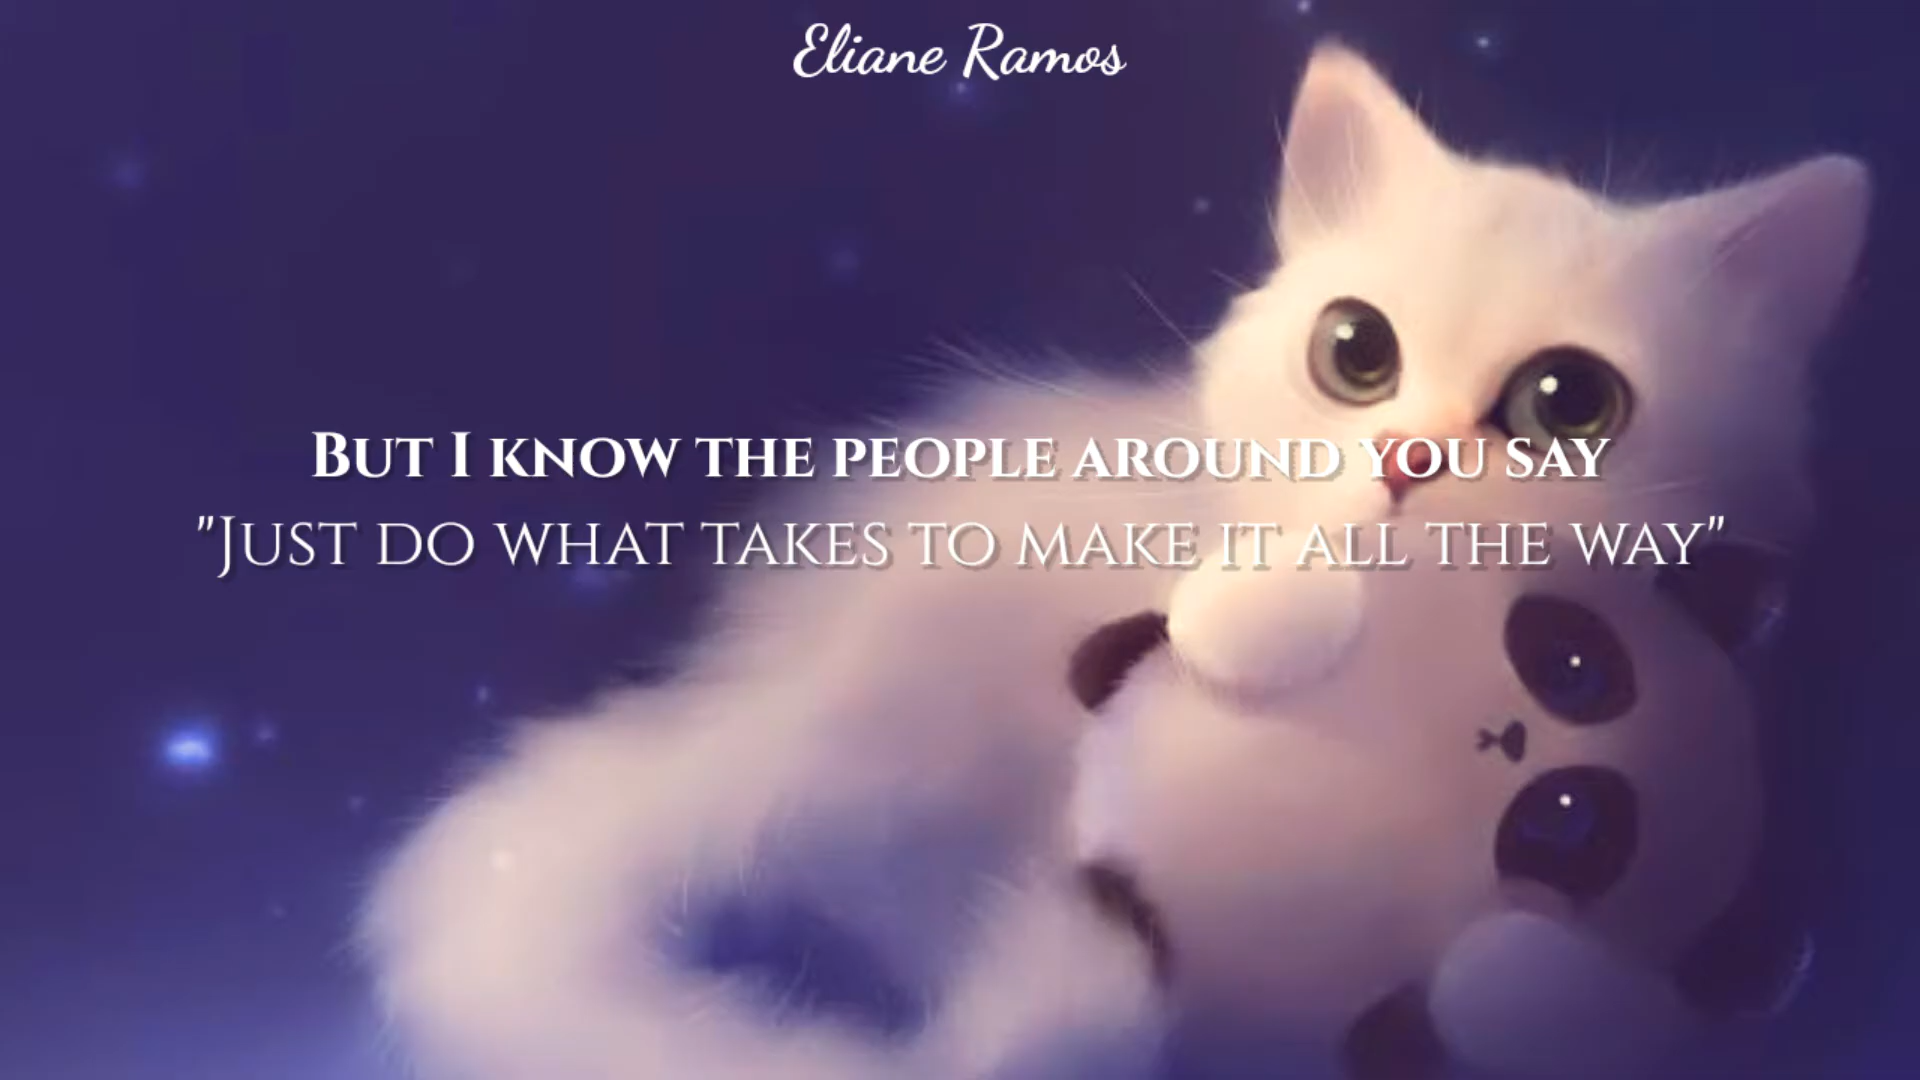 Eliane Ramos
But I know the people around you say
"Just do what takes to make it all the way"